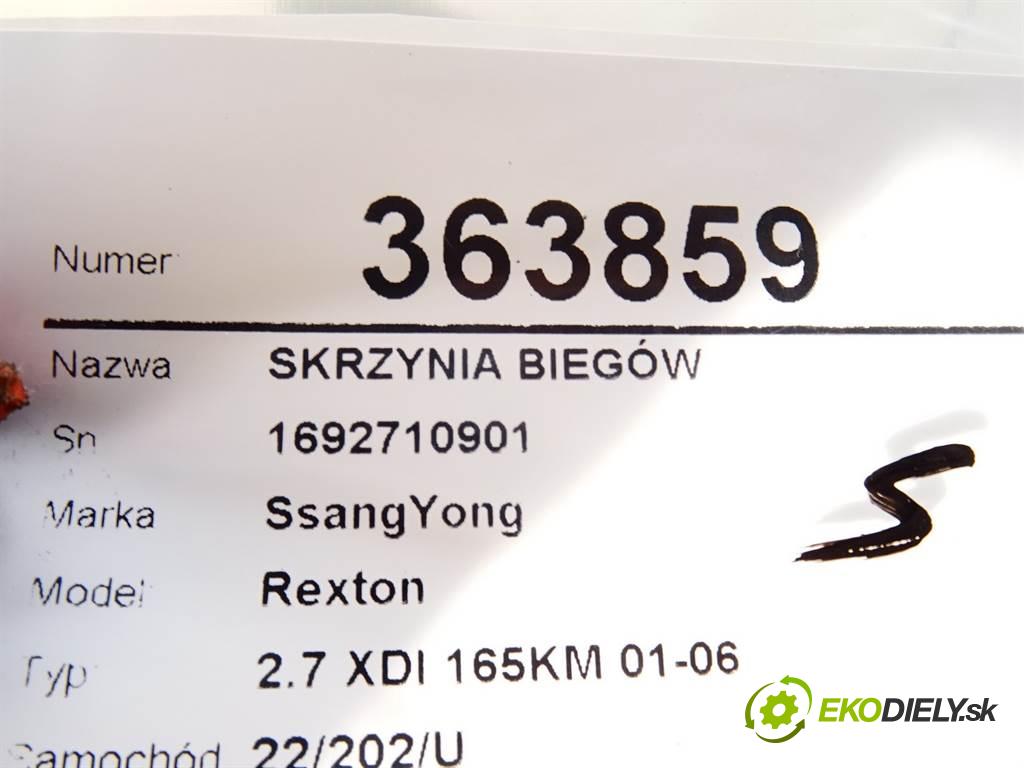 Numer 363859
Nazwa SKRZYNIA BIEGÓW
Sn 1692710901
Marka SsangYong
Model Rexton
Typ 2.7 XDI 165KM 01-06
Samochód 22/202/U
S
EKODIELY.sk